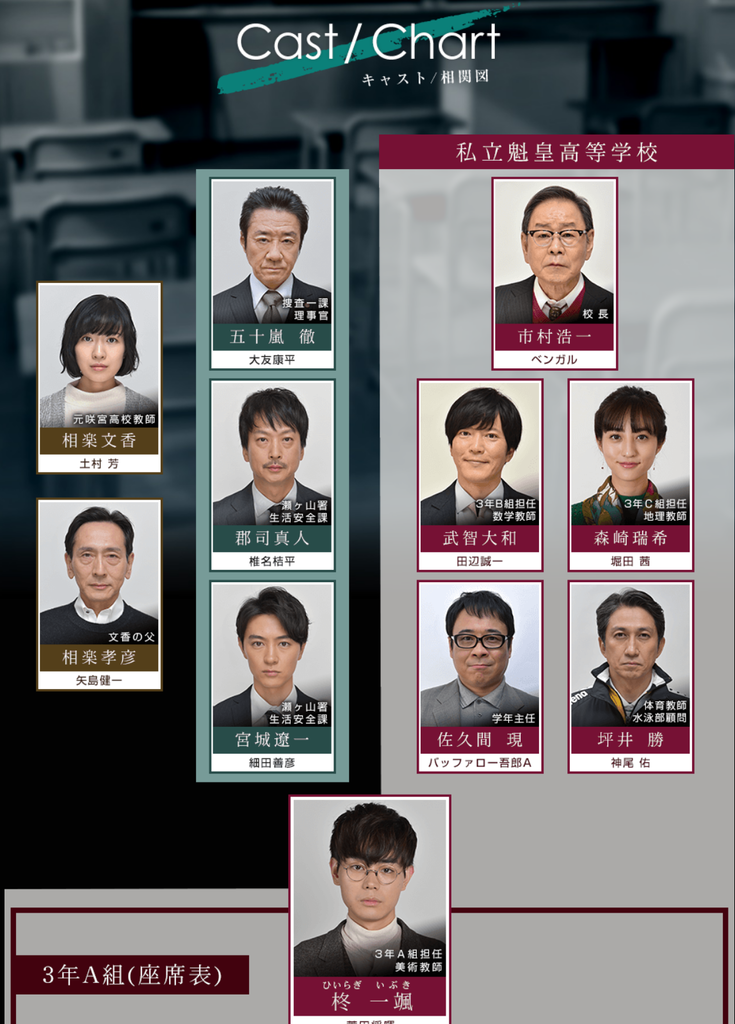 Cast / Chart
キャスト/相関図
私立魁皇高等学校
捜査一課
理事官
五十嵐 徹
大友康平
校長
市村浩一
ベンガル
元咲宮高校教師
相楽文香
土村 芳
瀬ヶ山署
生活安全課
郡司真人
椎名桔平
3年B組担任
数学教師
武智大和
田辺誠一
3年C組担任
地理教師
森崎瑞希
堀田 茜
文香の父
相楽孝彦
矢島健一
瀬ヶ山署
生活安全課
宮城遼一
細田善彦
学年主任
佐久間 現
バッファロー吾郎A
体育教師
水泳部顧問
坪井 勝
神尾 佑
3年A組担任
美術教師
ひいらぎ いぶき
柊 一颯
3年A組(座席表)